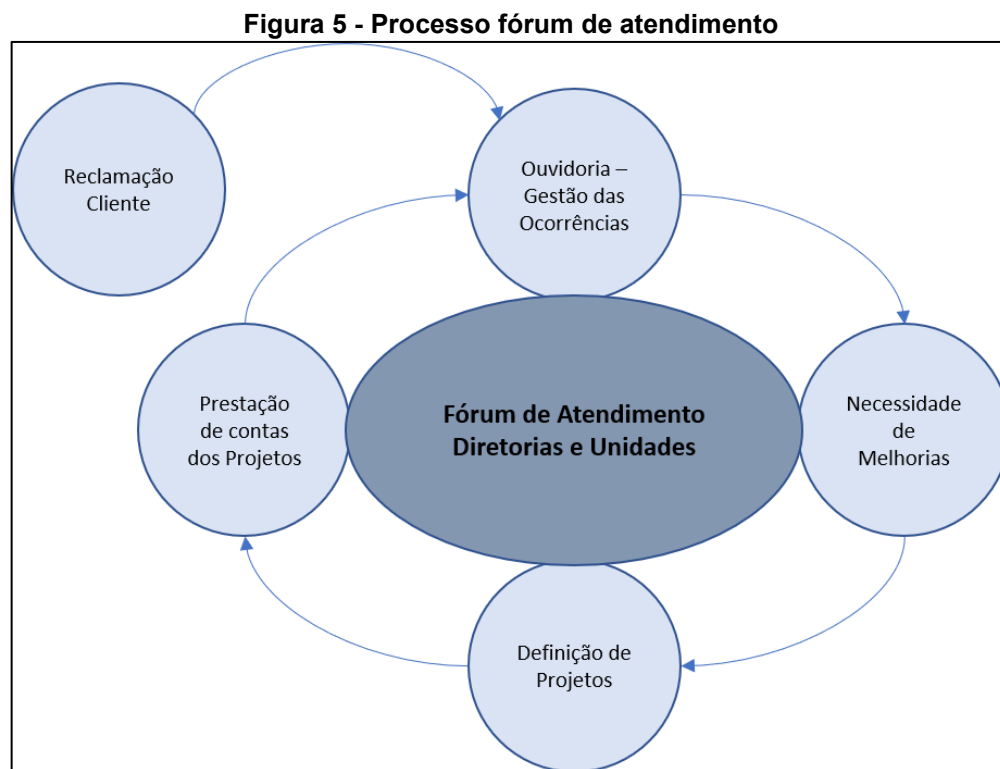 Figura 5 - Processo fórum de atendimento
Reclamação
Cliente
Ouvidoria –
Gestão das
Ocorrências
Prestação
de contas
dos Projetos
Fórum de Atendimento
Diretorias e Unidades
Necessidade
de
Melhorias
Definição de
Projetos